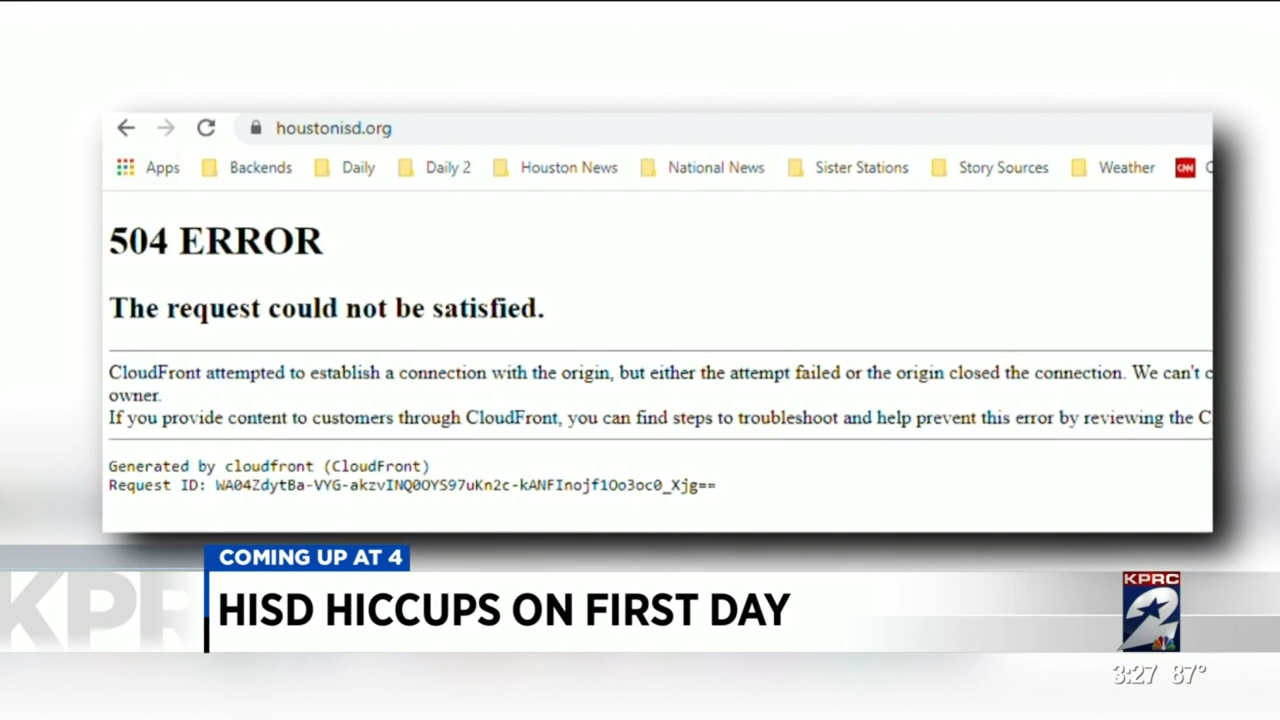 houstonisd.org
Apps Backends Daily Daily 2 Houston News National News Sister Stations Story Sources Weather CNN C
504 ERROR
The request could not be satisfied.
CloudFront attempted to establish a connection with the origin, but either the attempt failed or the origin closed the connection. We can't c
owner.
If you provide content to customers through CloudFront, you can find steps to troubleshoot and help prevent this error by reviewing the C
Generated by cloudfront (CloudFront)
Request ID: WA04ZdytBa-VYG-akzvINQ0OYS97uKn2c-kANFInojf1Oo3oc0_Xjg==
COMING UP AT 4
KPR
HISD HICCUPS ON FIRST DAY
KPRC
2
3:27 87°